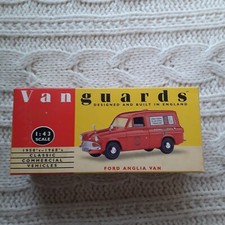 Vanguards
DESIGNED AND BUILT IN ENGLAND
1:43
SCALE
1950's-1960's
CLASSIC
COMMERCIAL
VEHICLES
FORD ANGLIA VAN